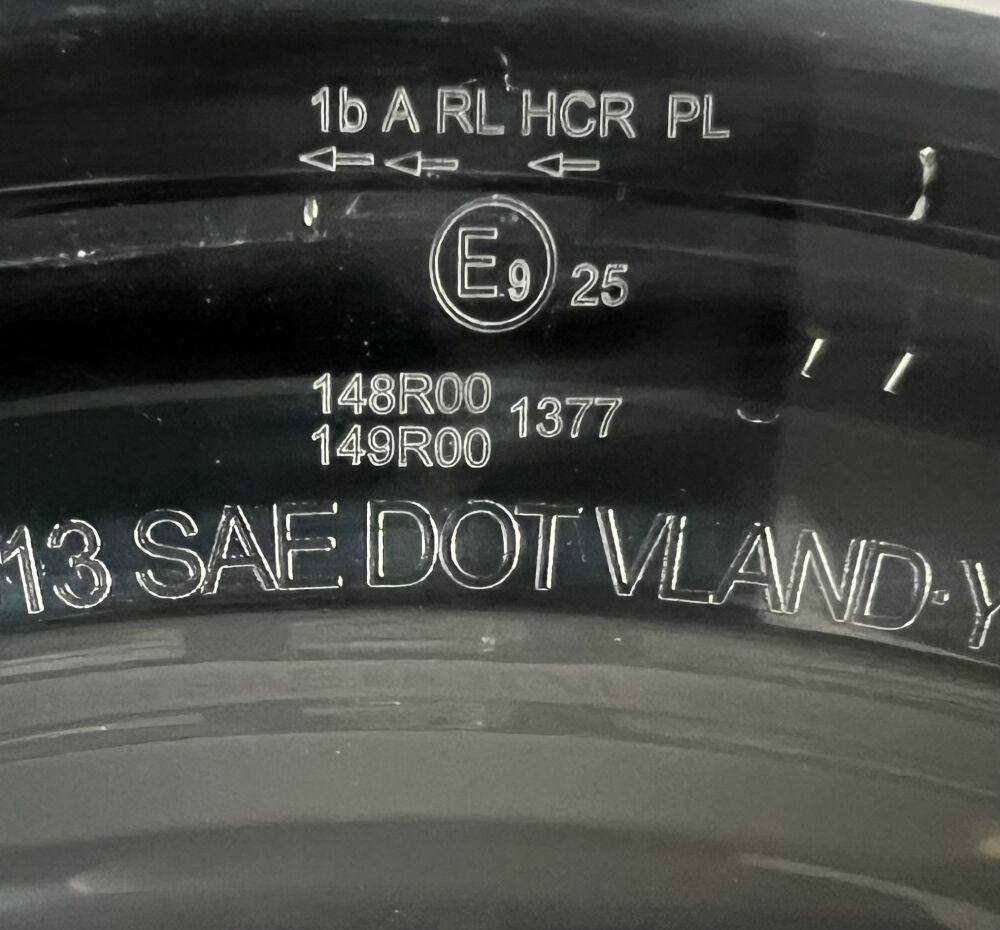 1b A RL HCR PL
E9 25
148R00
149R00 1377
13 SAE DOT VLAND·Y